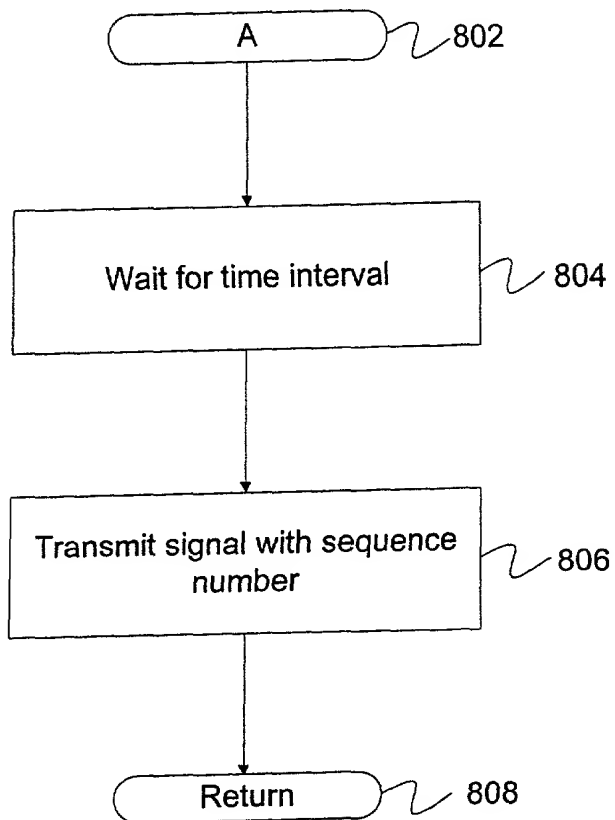 A
802
Wait for time interval
804
Transmit signal with sequence
number
806
Return
808